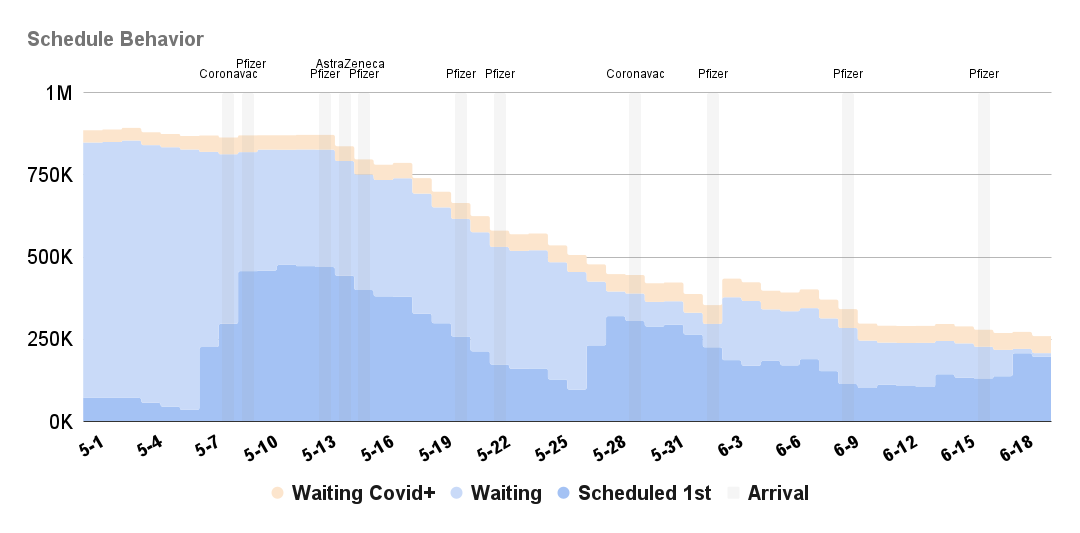 Schedule Behavior
Pfizer AstraZeneca
Coronavac Pfizer Pfizer Pfizer Pfizer Coronavac Pfizer Pfizer Pfizer
1M
750K
500K
250K
0K
5-1 5-4 5-7 5-10 5-13 5-16 5-19 5-22 5-25 5-28 5-31 6-3 6-6 6-9 6-12 6-15 6-18
Waiting Covid+ Waiting Scheduled 1st Arrival